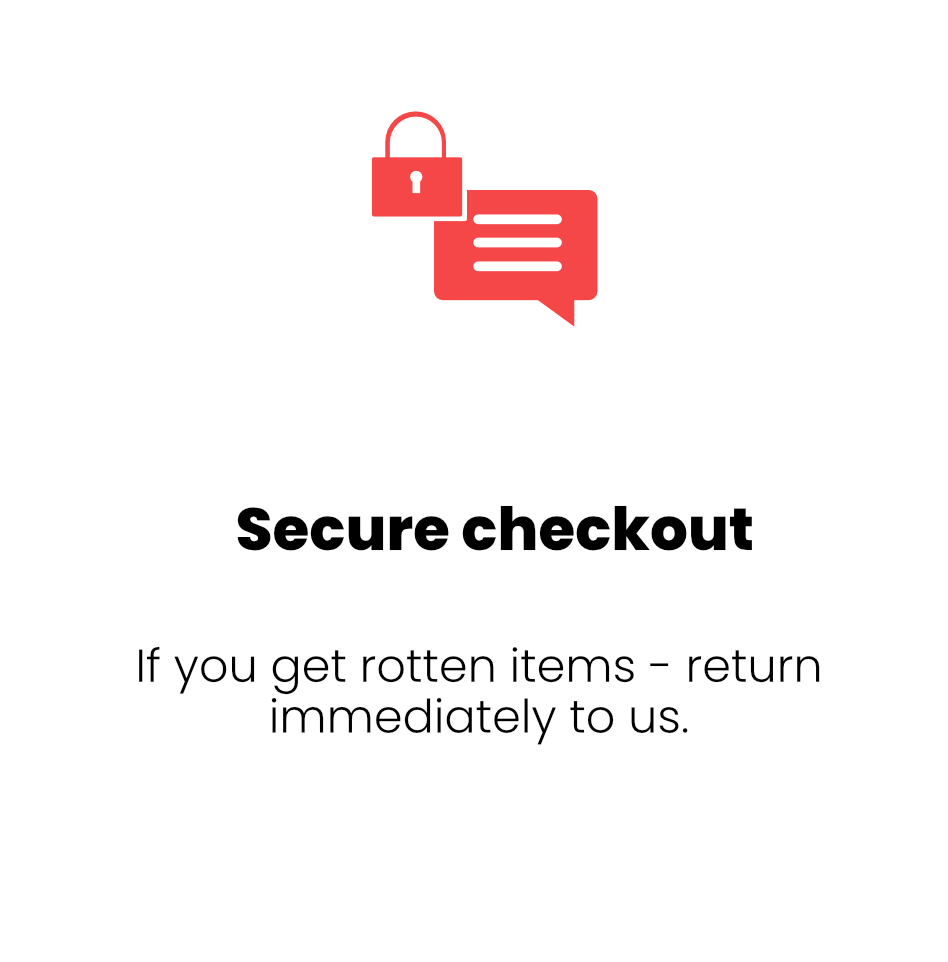 Secure checkout
If you get rotten items - return
immediately to us.